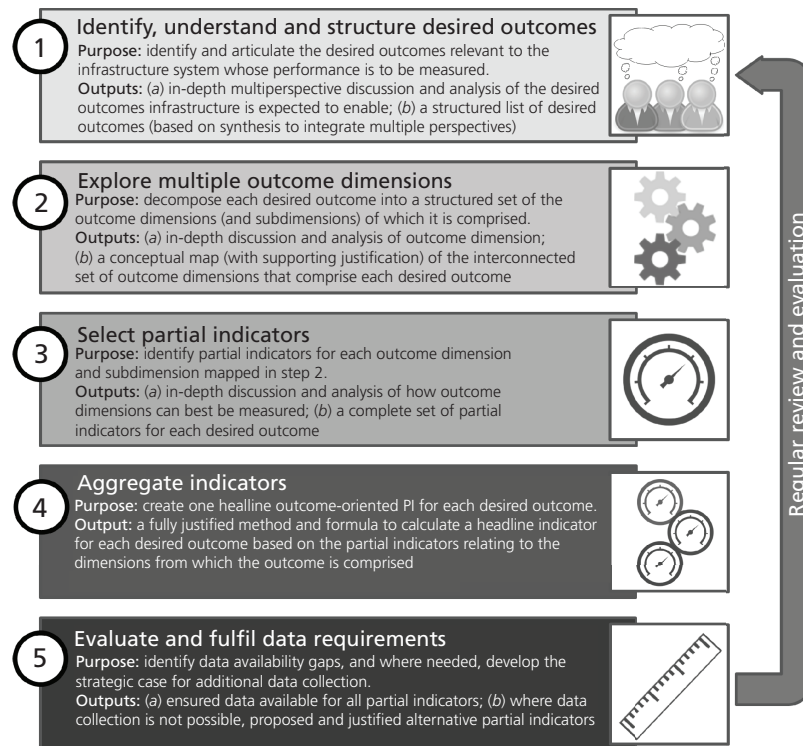 1
Identify, understand and structure desired outcomes
Purpose: identify and articulate the desired outcomes relevant to the
infrastructure system whose performance is to be measured.
Outputs: (a) in-depth multiperspective discussion and analysis of the desired
outcomes infrastructure is expected to enable; (b) a structured list of desired
outcomes (based on synthesis to integrate multiple perspectives)
2
Explore multiple outcome dimensions
Purpose: decompose each desired outcome into a structured set of the
outcome dimensions (and subdimensions) of which it is comprised.
Outputs: (a) in-depth discussion and analysis of outcome dimension;
(b) a conceptual map (with supporting justification) of the interconnected
set of outcome dimensions that comprise each desired outcome
3
Select partial indicators
Purpose: identify partial indicators for each outcome dimension
and subdimension mapped in step 2.
Outputs: (a) in-depth discussion and analysis of how outcome
dimensions can best be measured; (b) a complete set of partial
indicators for each desired outcome
4
Aggregate indicators
Purpose: create one healline outcome-oriented PI for each desired outcome.
Output: a fully justified method and formula to calculate a headline indicator
for each desired outcome based on the partial indicators relating to the
dimensions from which the outcome is comprised
5
Evaluate and fulfil data requirements
Purpose: identify data availability gaps, and where needed, develop the
strategic case for additional data collection.
Outputs: (a) ensured data available for all partial indicators; (b) where data
collection is not possible, proposed and justified alternative partial indicators
Regular review and evaluation